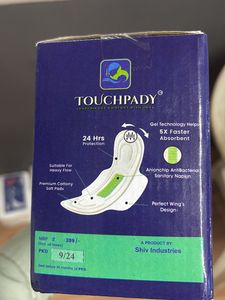 TOUCHPADY
24 Hrs
Protection
Gel Technology Helps
5X Faster
Absorbent
Suitable For
Heavy Flow
Premium Cottony
Soft Pads
Anionchip AntiBacterial
Sanitary Napkin
Perfect Wing's
Design
MRP ₹ 399/-
PKD 9/24
A PRODUCT BY
Shiv Industries